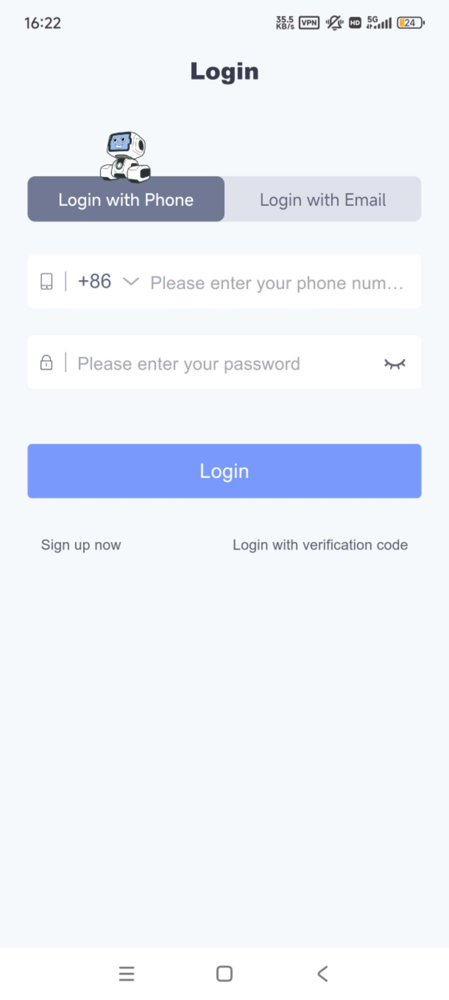 16:22
35.5
KB/s
VPN
HD
5G
24
Login
Login with Phone
Login with Email
+86
Please enter your phone num...
Please enter your password
Login
Sign up now
Login with verification code